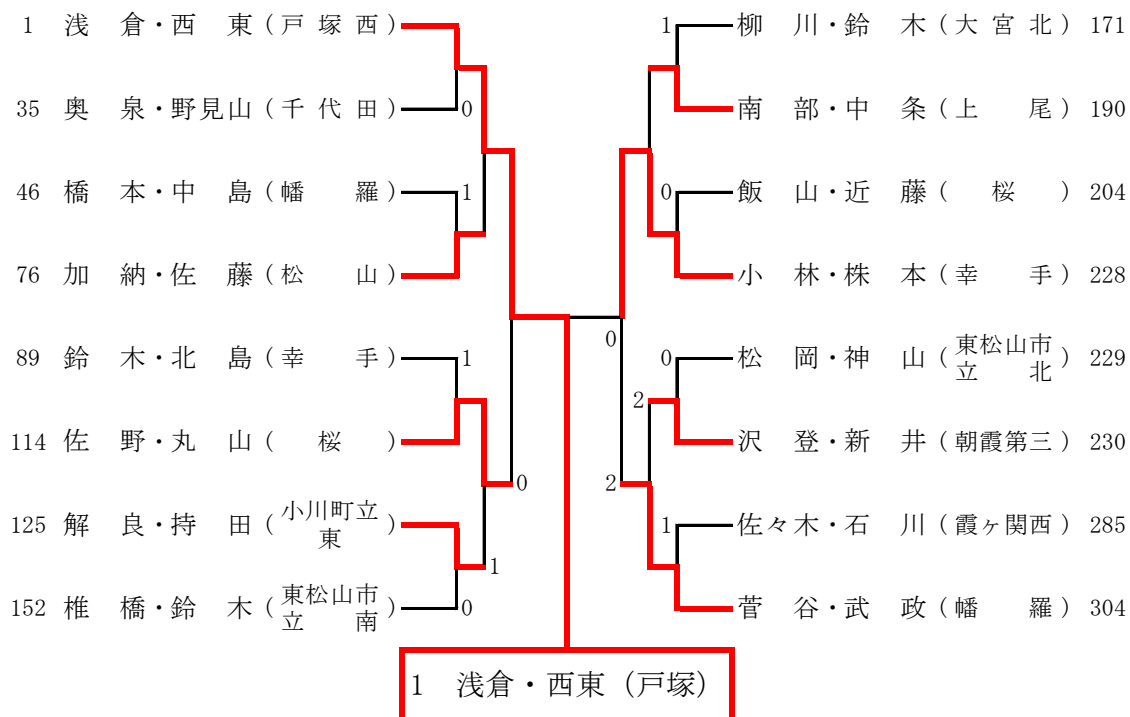 1 浅 倉・西 東(戸 塚 西)
35 奥 泉・野見山(千 代 田)
0
46 橋 本・中 島(幡 羅)
1
76 加 納・佐 藤(松 山)
89 鈴 木・北 島(幸 手)
1
114 佐 野・丸 山( 桜 )
0
125 解 良・持 田(小川町立東)
1
152 椎 橋・鈴 木(東松山市立南)
0
1
柳 川・鈴 木(大 宮 北) 171
南 部・中 条(上 尾) 190
0
飯 山・近 藤( 桜 ) 204
小 林・株 本(幸 手) 228
0
0
松 岡・神 山(東松山市立北) 229
2
沢 登・新 井(朝霞第三) 230
2
1
佐々木・石 川(霞ヶ関西) 285
菅 谷・武 政(幡 羅) 304
1 浅倉・西東(戸塚)